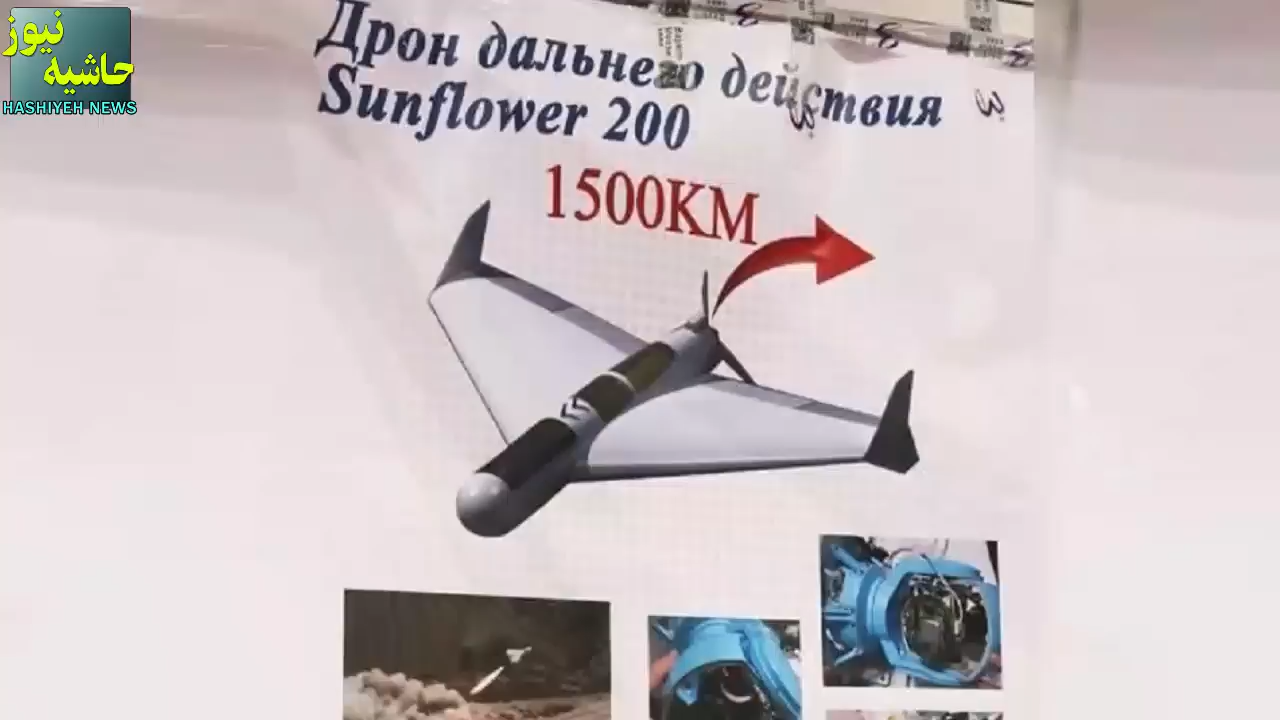 نیوز
حاشیه
HASHIYEH NEWS
Дрон дальнего действия
Sunflower 200
1500KM